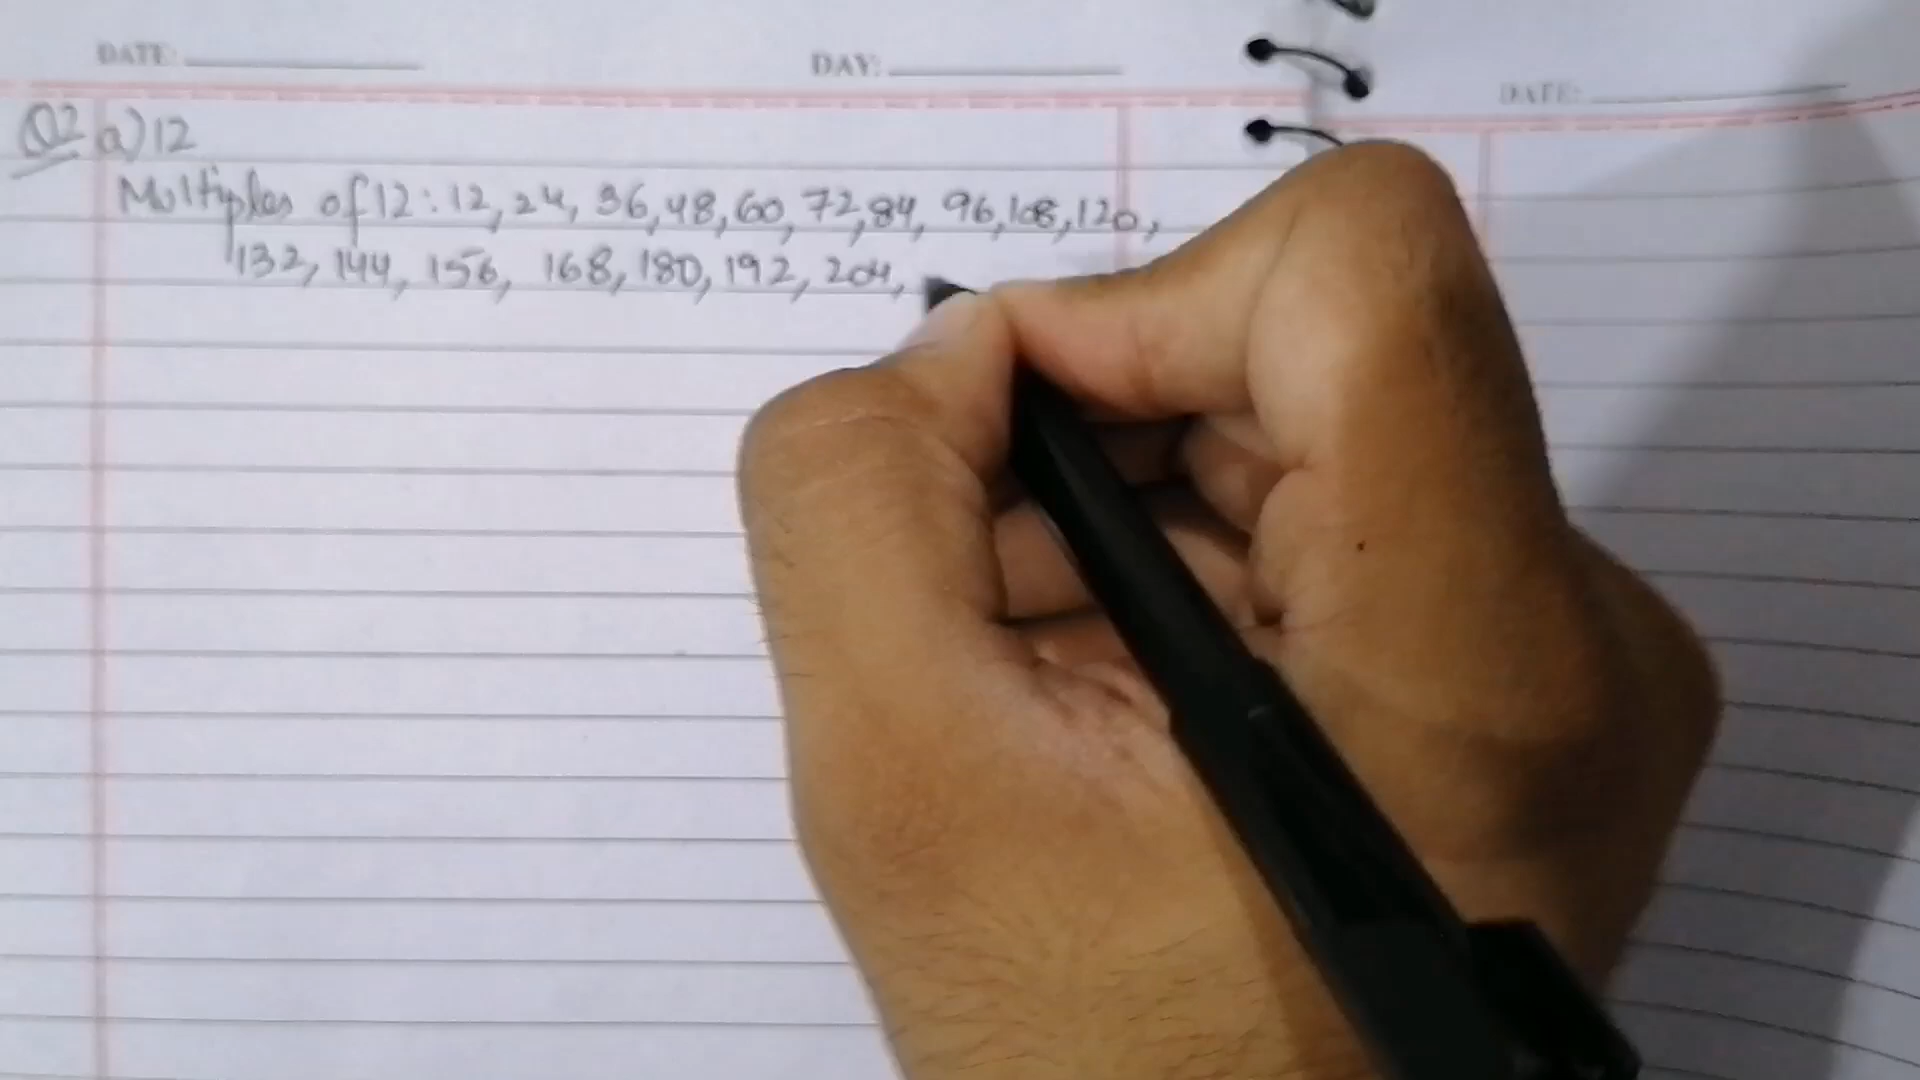 DATE: DAY:
DATE:
Q2 a) 12
Multiples of 12: 12, 24, 36, 48, 60, 72, 84, 96, 108, 120,
132, 144, 156, 168, 180, 192, 204,